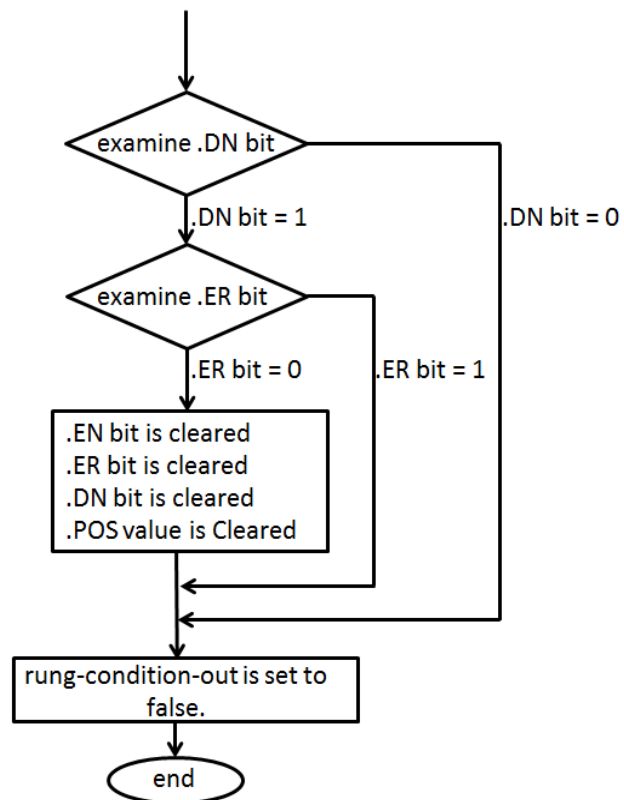 examine .DN bit
.DN bit = 1
.DN bit = 0
examine .ER bit
.ER bit = 0
.ER bit = 1
.EN bit is cleared
.ER bit is cleared
.DN bit is cleared
.POS value is Cleared
rung-condition-out is set to
false.
end